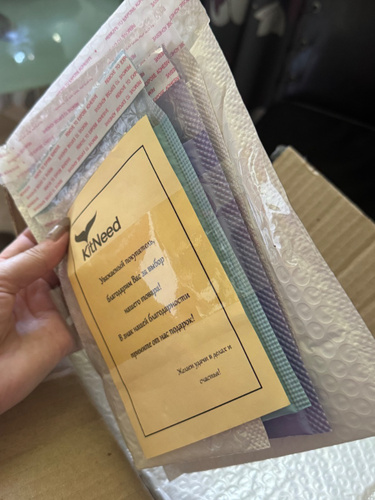 KitNeed
Уважаемый покупатель,
благодарим Вас за выбор
нашего товара!
В знак нашей благодарности
примите от нас подарок!
Желаем удачи в делах и
счастья!